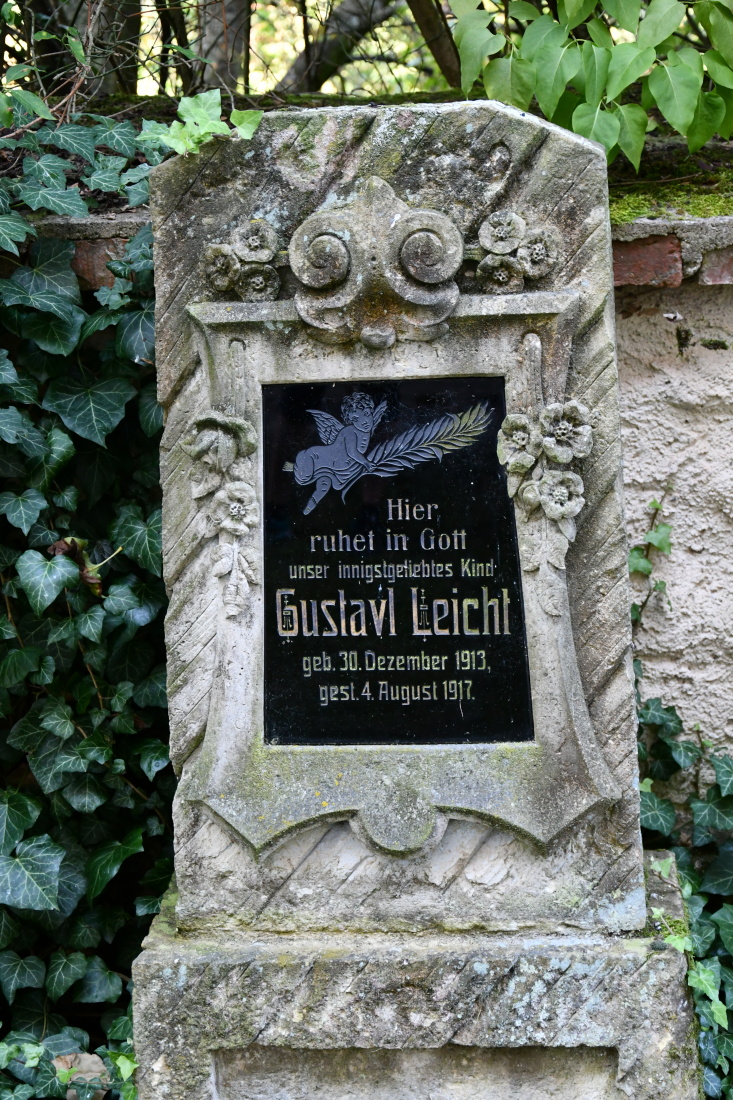 Hier
ruhet in Gott
unser innigstgeliebtes Kind
Gustavl Leicht
geb. 30. Dezember 1913,
gest. 4. August 1917.